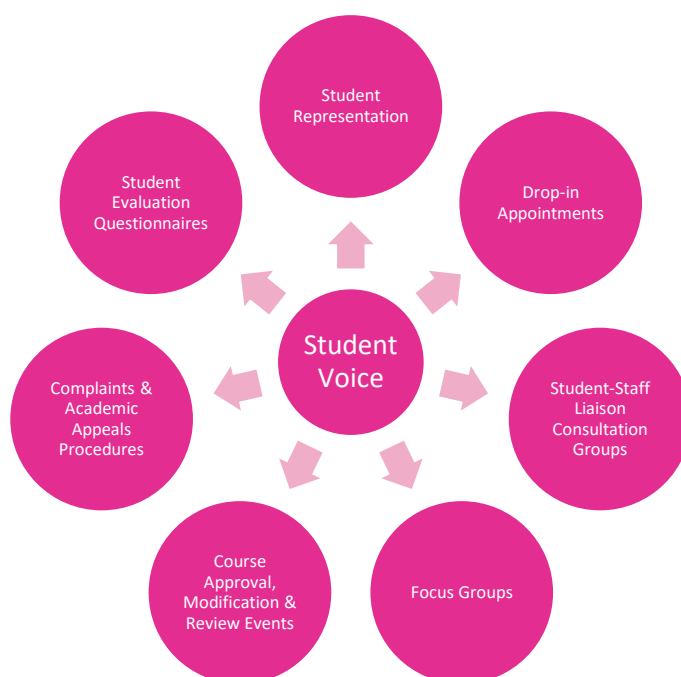 Student
Representation
Drop-in
Appointments
Student-Staff
Liaison
Consultation
Groups
Focus Groups
Course
Approval,
Modification &
Review Events
Complaints &
Academic
Appeals
Procedures
Student
Evaluation
Questionnaires
Student
Voice